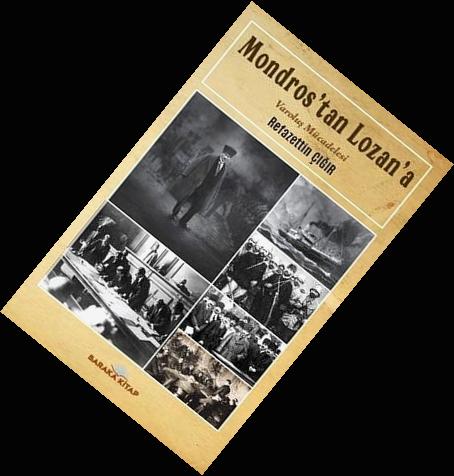 Mondros'tan Lozan'a
Varoluş Mücadelesi
Refazettin ÇIĞIR
BARAKA KİTAP